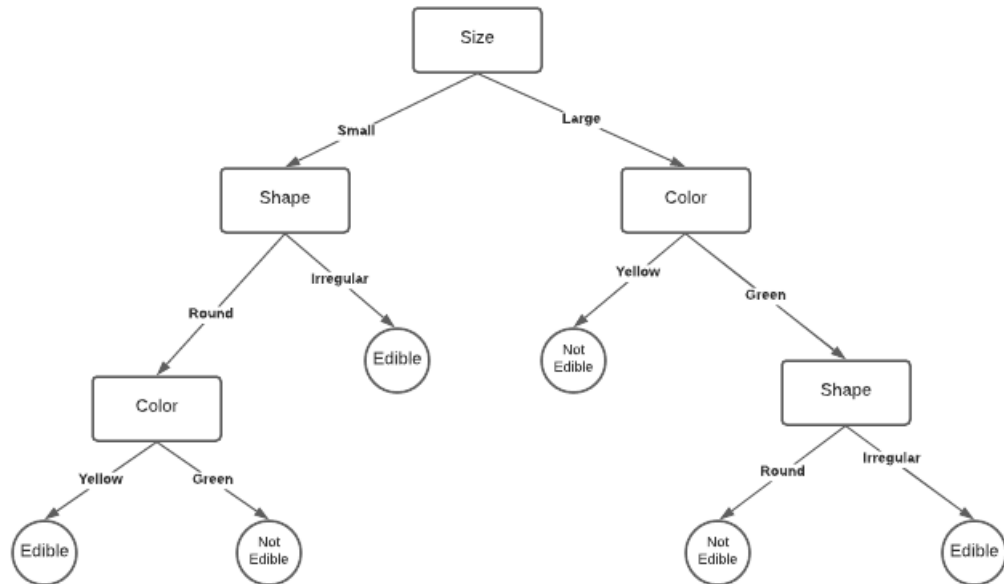 Size
Small
Large
Shape
Color
Irregular
Yellow
Round
Green
Edible
Not
Edible
Color
Shape
Yellow
Green
Round
Irregular
Edible
Not
Edible
Not
Edible
Edible